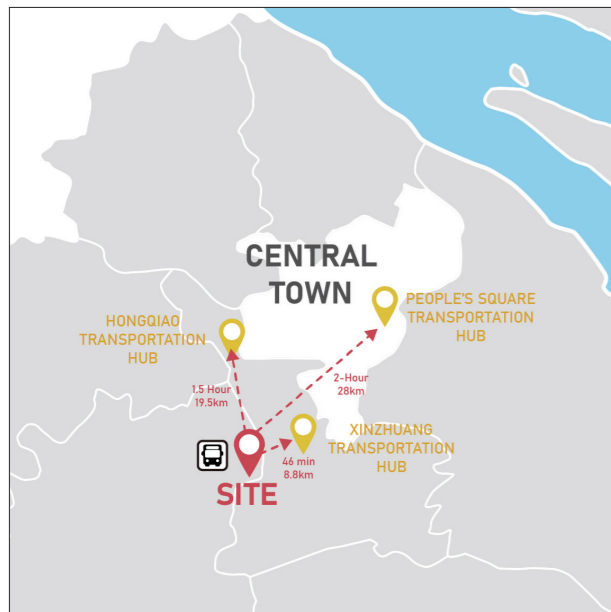 CENTRAL
TOWN
PEOPLE'S SQUARE
TRANSPORTATION
HUB
HONGQIAO
TRANSPORTATION
HUB
1.5 Hour
19.5km
2-Hour
28km
XINZHUANG
TRANSPORTATION
HUB
46 min
8.8km
SITE